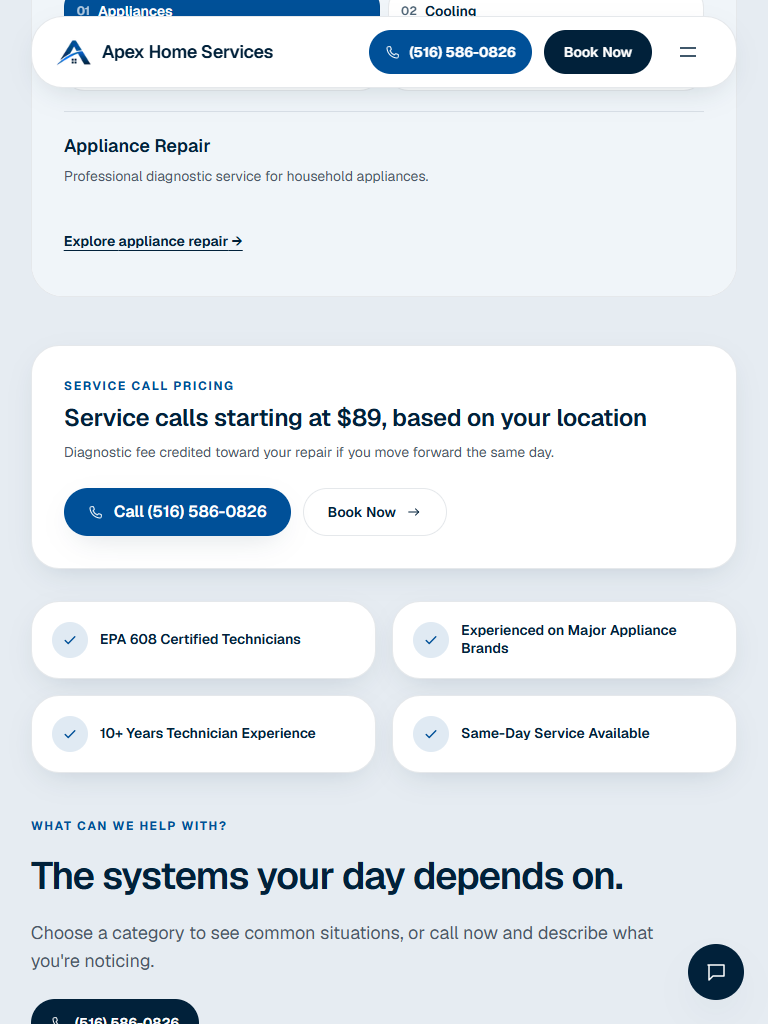 01 Appliances
02 Cooling
Apex Home Services
(516) 586-0826
Book Now
Appliance Repair
Professional diagnostic service for household appliances.
Explore appliance repair →
SERVICE CALL PRICING
Service calls starting at $89, based on your location
Diagnostic fee credited toward your repair if you move forward the same day.
Call (516) 586-0826
Book Now →
EPA 608 Certified Technicians
Experienced on Major Appliance
Brands
10+ Years Technician Experience
Same-Day Service Available
WHAT CAN WE HELP WITH?
The systems your day depends on.
Choose a category to see common situations, or call now and describe what
you're noticing.
(516) 586-0826